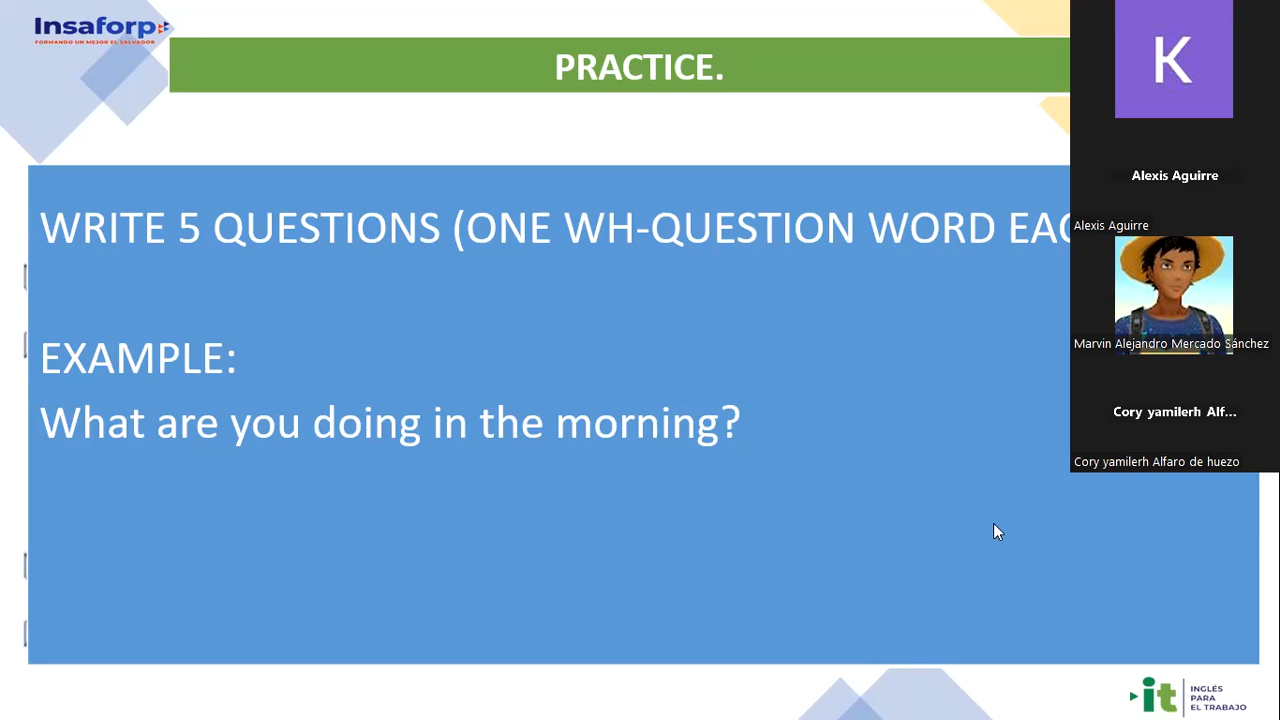 Insaforp
FORMANDO UN MEJOR EL SALVADOR
PRACTICE.
K
Alexis Aguirre
Alexis Aguirre
WRITE 5 QUESTIONS (ONE WH-QUESTION WORD EAC
Marvin Alejandro Mercado Sánchez
EXAMPLE:
What are you doing in the morning?
Cory yamilerh Alf...
Cory yamilerh Alfaro de huezo
it
INGLÉS
PARA
EL TRABAJO